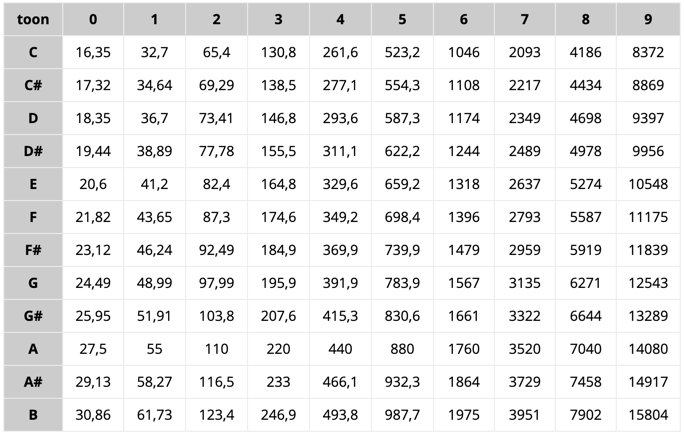 toon 0 1 2 3 4 5 6 7 8 9
C 16,35 32,7 65,4 130,8 261,6 523,2 1046 2093 4186 8372
C# 17,32 34,64 69,29 138,5 277,1 554,3 1108 2217 4434 8869
D 18,35 36,7 73,41 146,8 293,6 587,3 1174 2349 4698 9397
D# 19,44 38,89 77,78 155,5 311,1 622,2 1244 2489 4978 9956
E 20,6 41,2 82,4 164,8 329,6 659,2 1318 2637 5274 10548
F 21,82 43,65 87,3 174,6 349,2 698,4 1396 2793 5587 11175
F# 23,12 46,24 92,49 184,9 369,9 739,9 1479 2959 5919 11839
G 24,49 48,99 97,99 195,9 391,9 783,9 1567 3135 6271 12543
G# 25,95 51,91 103,8 207,6 415,3 830,6 1661 3322 6644 13289
A 27,5 55 110 220 440 880 1760 3520 7040 14080
A# 29,13 58,27 116,5 233 466,1 932,3 1864 3729 7458 14917
B 30,86 61,73 123,4 246,9 493,8 987,7 1975 3951 7902 15804